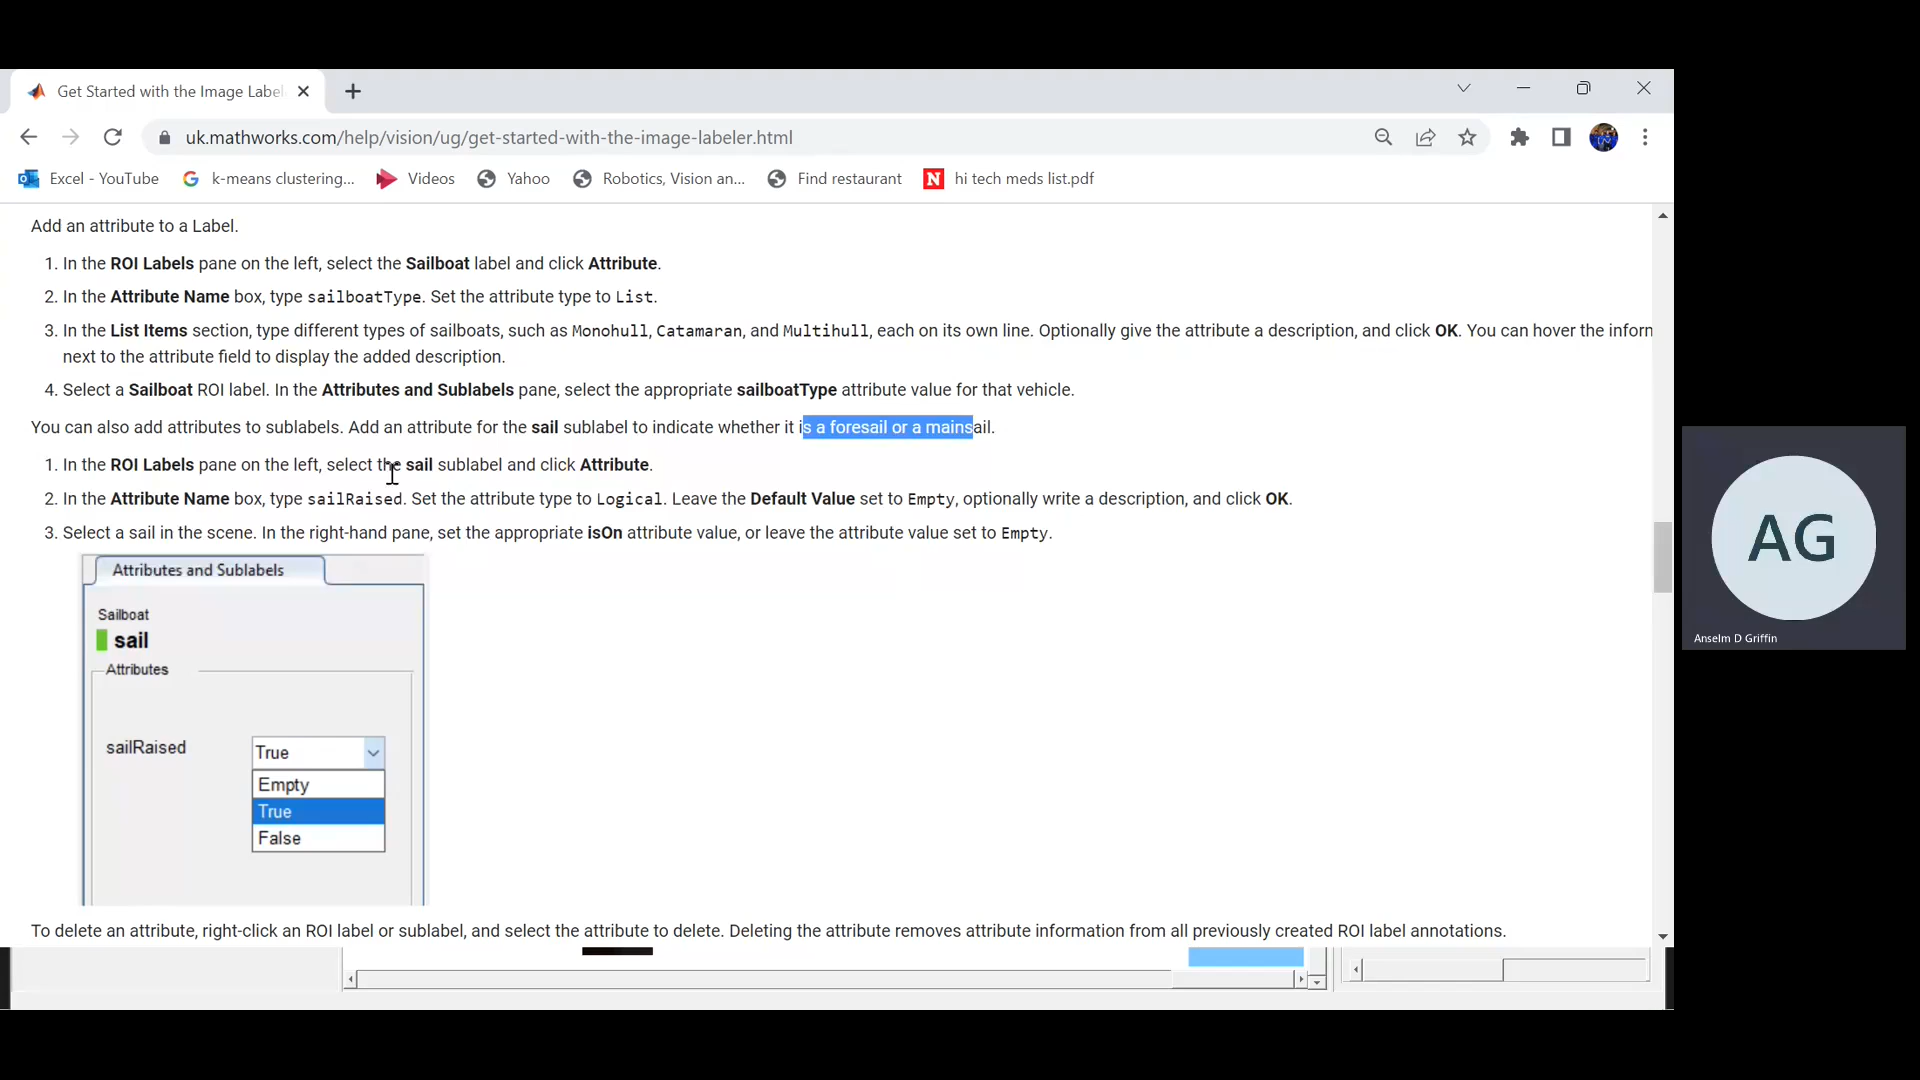 Get Started with the Image Label
uk.mathworks.com/help/vision/ug/get-started-with-the-image-labeler.html
Excel - YouTube
k-means clustering...
Videos
Yahoo
Robotics, Vision an...
Find restaurant
N
hi tech meds list.pdf
Add an attribute to a Label.
1. In the ROI Labels pane on the left, select the Sailboat label and click Attribute.
2. In the Attribute Name box, type sailboatType. Set the attribute type to List.
3. In the List Items section, type different types of sailboats, such as Monohull, Catamaran, and Multihull, each on its own line. Optionally give the attribute a description, and click OK. You can hover the inforn
next to the attribute field to display the added description.
4. Select a Sailboat ROI label. In the Attributes and Sublabels pane, select the appropriate sailboatType attribute value for that vehicle.
You can also add attributes to sublabels. Add an attribute for the sail sublabel to indicate whether it is a foresail or a mainsail.
1. In the ROI Labels pane on the left, select the sail sublabel and click Attribute.
2. In the Attribute Name box, type sailRaised. Set the attribute type to Logical. Leave the Default Value set to Empty, optionally write a description, and click OK.
3. Select a sail in the scene. In the right-hand pane, set the appropriate isOn attribute value, or leave the attribute value set to Empty.
Attributes and Sublabels
Sailboat
sail
Attributes
sailRaised
True
Empty
True
False
To delete an attribute, right-click an ROI label or sublabel, and select the attribute to delete. Deleting the attribute removes attribute information from all previously created ROI label annotations.
AG
Anselm D Griffin